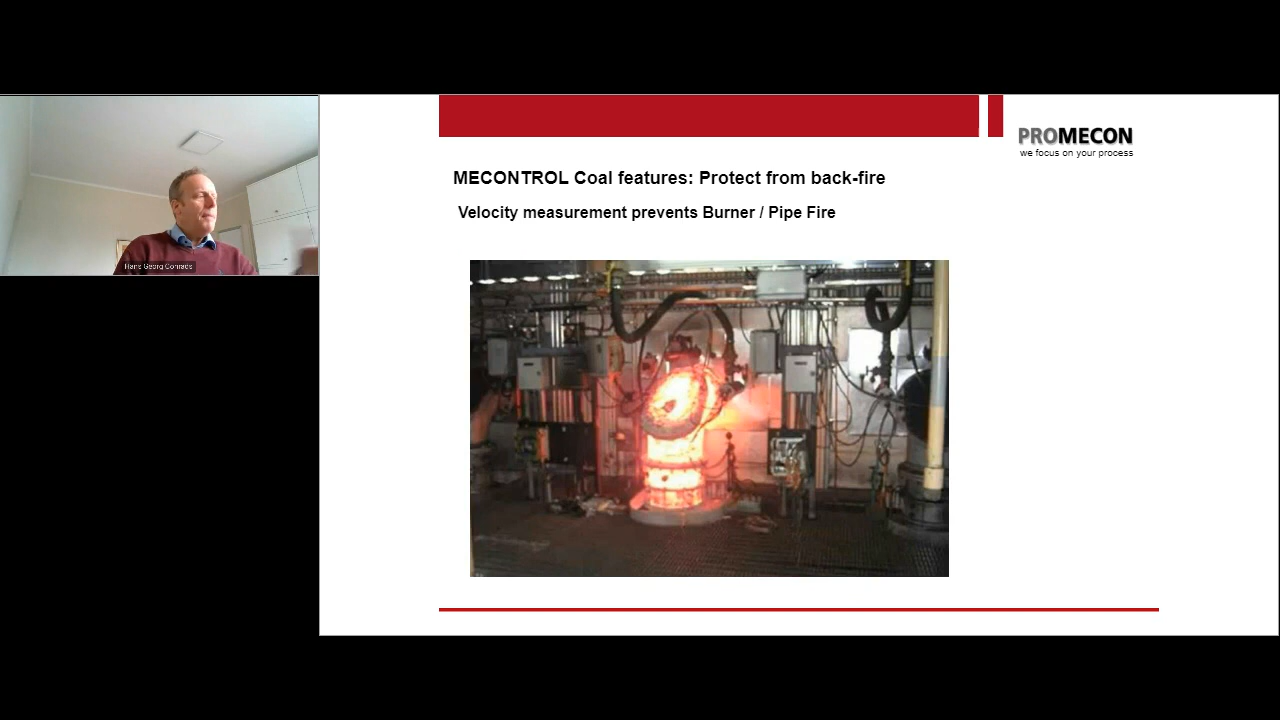 PROMECON
we focus on your process
MECONTROL Coal features: Protect from back-fire
Velocity measurement prevents Burner / Pipe Fire
Hans Georg Conrads